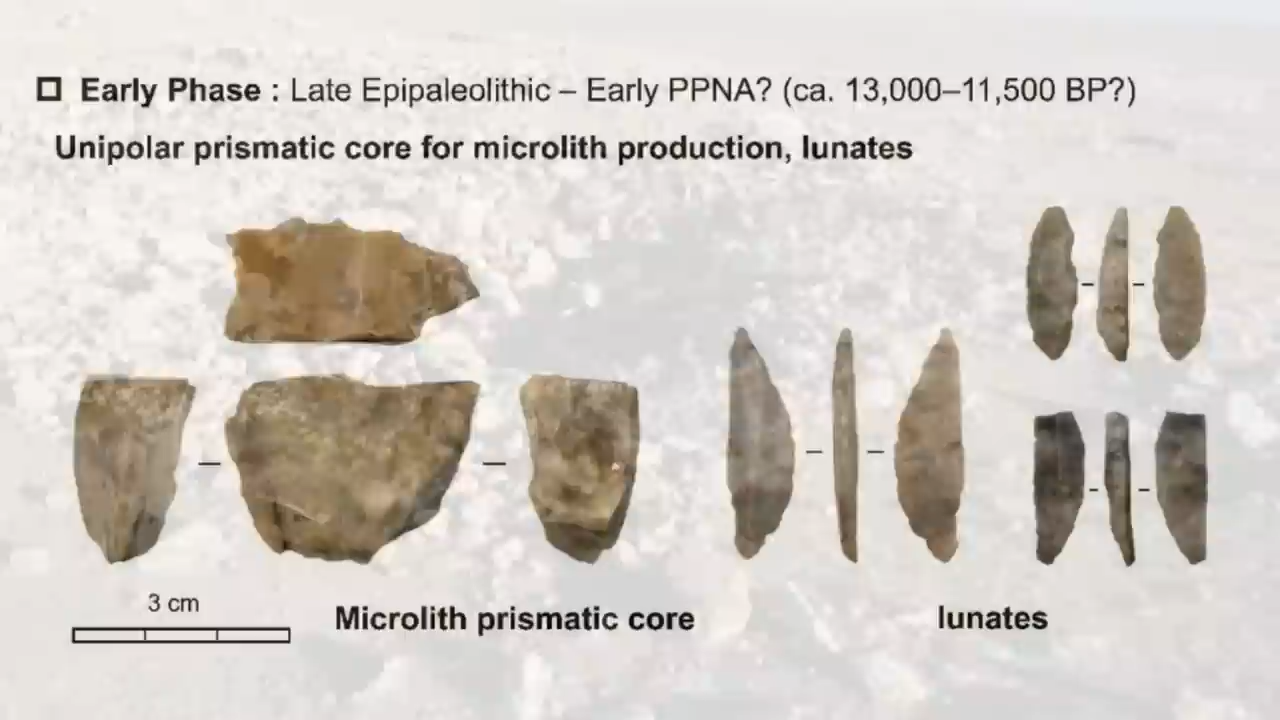 Early Phase : Late Epipaleolithic – Early PPNA? (ca. 13,000–11,500 BP?)
Unipolar prismatic core for microlith production, lunates
3 cm
Microlith prismatic core
lunates